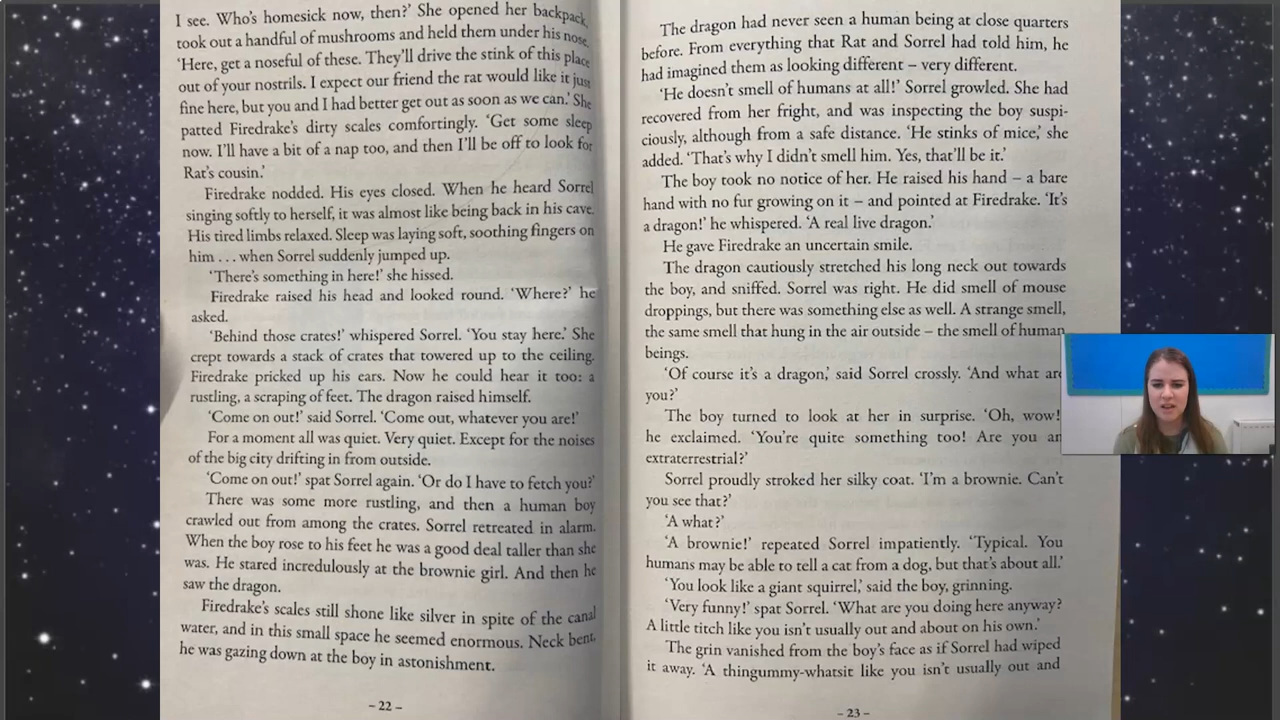 I see. Who's homesick now, then?' She opened her backpack,
took out a handful of mushrooms and held them under his nose.
'Here, get a noseful of these. They'll drive the stink of this place
out of your nostrils. I expect our friend the rat would like it just
fine here, but you and I had better get out as soon as we can.' She
patted Firedrake's dirty scales comfortingly. 'Get some sleep
now. I'll have a bit of a nap too, and then I'll be off to look for
Rat's cousin.'
Firedrake nodded. His eyes closed. When he heard Sorrel
singing softly to herself, it was almost like being back in his cave.
His tired limbs relaxed. Sleep was laying soft, soothing fingers on
him . . . when Sorrel suddenly jumped up.
'There's something in here!' she hissed.
Firedrake raised his head and looked round. 'Where?' he
asked.
'Behind those crates!' whispered Sorrel. 'You stay here.' She
crept towards a stack of crates that towered up to the ceiling.
Firedrake pricked up his ears. Now he could hear it too: a
rustling, a scraping of feet. The dragon raised himself.
'Come on out!' said Sorrel. 'Come out, whatever you are!'
For a moment all was quiet. Very quiet. Except for the noises
of the big city drifting in from outside.
'Come on out!' spat Sorrel again. 'Or do I have to fetch you?'
There was some more rustling, and then a human boy
crawled out from among the crates. Sorrel retreated in alarm.
When the boy rose to his feet he was a good deal taller than she
was. He stared incredulously at the brownie girl. And then he
saw the dragon.
Firedrake's scales still shone like silver in spite of the canal
water, and in this small space he seemed enormous. Neck bent,
he was gazing down at the boy in astonishment.
– 22 –
The dragon had never seen a human being at close quarters
before. From everything that Rat and Sorrel had told him, he
had imagined them as looking different – very different.
'He doesn't smell of humans at all!' Sorrel growled. She had
recovered from her fright, and was inspecting the boy suspi-
ciously, although from a safe distance. 'He stinks of mice,' she
added. 'That's why I didn't smell him. Yes, that'll be it.'
The boy took no notice of her. He raised his hand – a bare
hand with no fur growing on it – and pointed at Firedrake. 'It's
a dragon!' he whispered. 'A real live dragon.'
He gave Firedrake an uncertain smile.
The dragon cautiously stretched his long neck out towards
the boy, and sniffed. Sorrel was right. He did smell of mouse
droppings, but there was something else as well. A strange smell,
the same smell that hung in the air outside – the smell of human
beings.
'Of course it's a dragon,' said Sorrel crossly. 'And what are
you?'
The boy turned to look at her in surprise. 'Oh, wow!
he exclaimed. 'You're quite something too! Are you an
extraterrestrial?'
Sorrel proudly stroked her silky coat. 'I'm a brownie. Can't
you see that?'
'A what?'
'A brownie!' repeated Sorrel impatiently. 'Typical. You
humans may be able to tell a cat from a dog, but that's about all.'
'You look like a giant squirrel,' said the boy, grinning.
'Very funny!' spat Sorrel. 'What are you doing here anyway?
A little titch like you isn't usually out and about on his own.'
The grin vanished from the boy's face as if Sorrel had wiped
it away. 'A thingummy-whatsit like you isn't usually out and
– 23 –